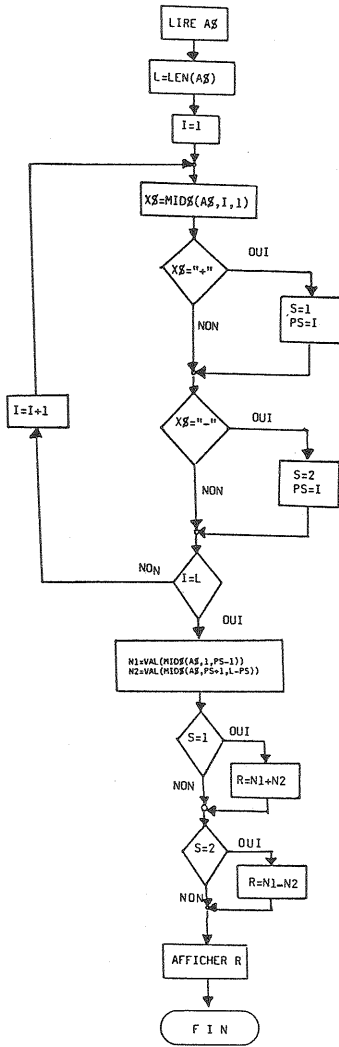 LIRE A$
L=LEN(A$)
I=1
X$=MID$(A$,I,1)
X$="+"
OUI
S=1
PS=I
NON
I=I+1
X$="-"
OUI
S=2
PS=I
NON
I=L
NON
OUI
N1=VAL(MID$(A$,1,PS-1))
N2=VAL(MID$(A$,PS+1,L-PS))
S=1
OUI
R=N1+N2
NON
S=2
OUI
R=N1-N2
NON
AFFICHER R
F I N